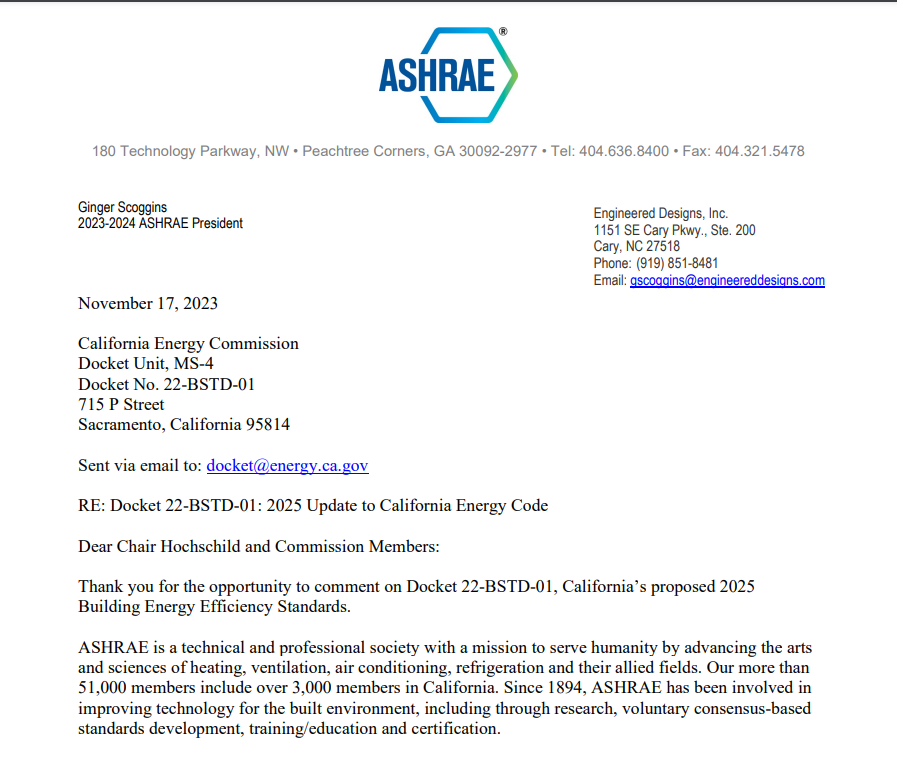 ASHRAE®
180 Technology Parkway, NW • Peachtree Corners, GA 30092-2977 • Tel: 404.636.8400 • Fax: 404.321.5478
Ginger Scoggins
2023-2024 ASHRAE President
Engineered Designs, Inc.
1151 SE Cary Pkwy., Ste. 200
Cary, NC 27518
Phone: (919) 851-8481
Email: gscoggins@engineereddesigns.com
November 17, 2023
California Energy Commission
Docket Unit, MS-4
Docket No. 22-BSTD-01
715 P Street
Sacramento, California 95814
Sent via email to: docket@energy.ca.gov
RE: Docket 22-BSTD-01: 2025 Update to California Energy Code
Dear Chair Hochschild and Commission Members:
Thank you for the opportunity to comment on Docket 22-BSTD-01, California’s proposed 2025
Building Energy Efficiency Standards.
ASHRAE is a technical and professional society with a mission to serve humanity by advancing the arts
and sciences of heating, ventilation, air conditioning, refrigeration and their allied fields. Our more than
51,000 members include over 3,000 members in California. Since 1894, ASHRAE has been involved in
improving technology for the built environment, including through research, voluntary consensus-based
standards development, training/education and certification.